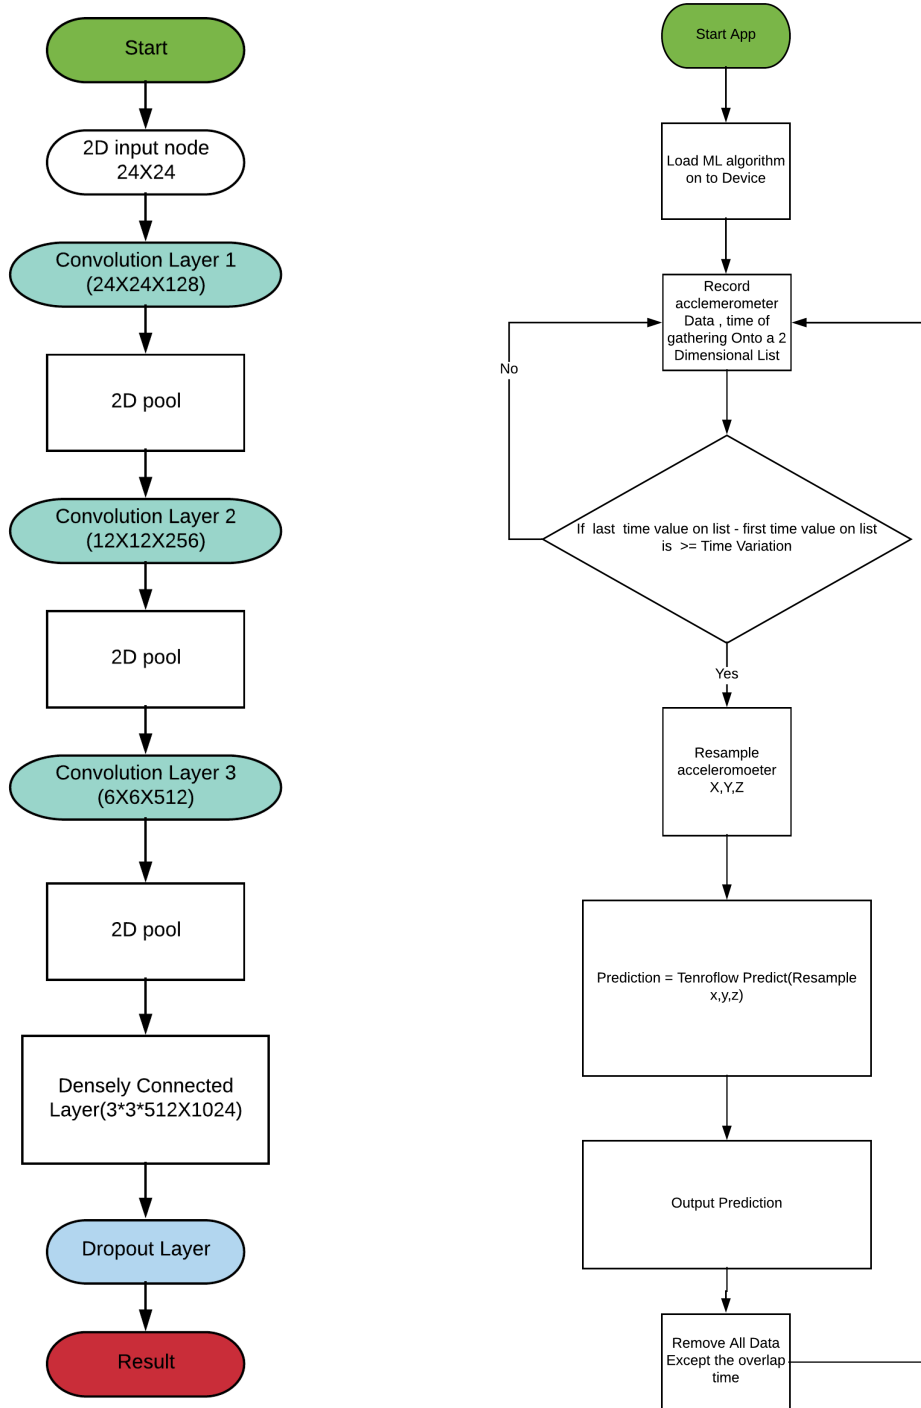 Start
2D input node
24X24
Convolution Layer 1
(24X24X128)
2D pool
Convolution Layer 2
(12X12X256)
2D pool
Convolution Layer 3
(6X6X512)
2D pool
Densely Connected
Layer(3*3*512X1024)
Dropout Layer
Result
Start App
Load ML algorithm
on to Device
Record
acclemerometer
Data , time of
gathering Onto a 2
Dimensional List
No
If last time value on list - first time value on list
is >= Time Variation
Yes
Resample
acceleromoeter
X,Y,Z
Prediction = Tenroflow Predict(Resample
x,y,z)
Output Prediction
Remove All Data
Except the overlap
time